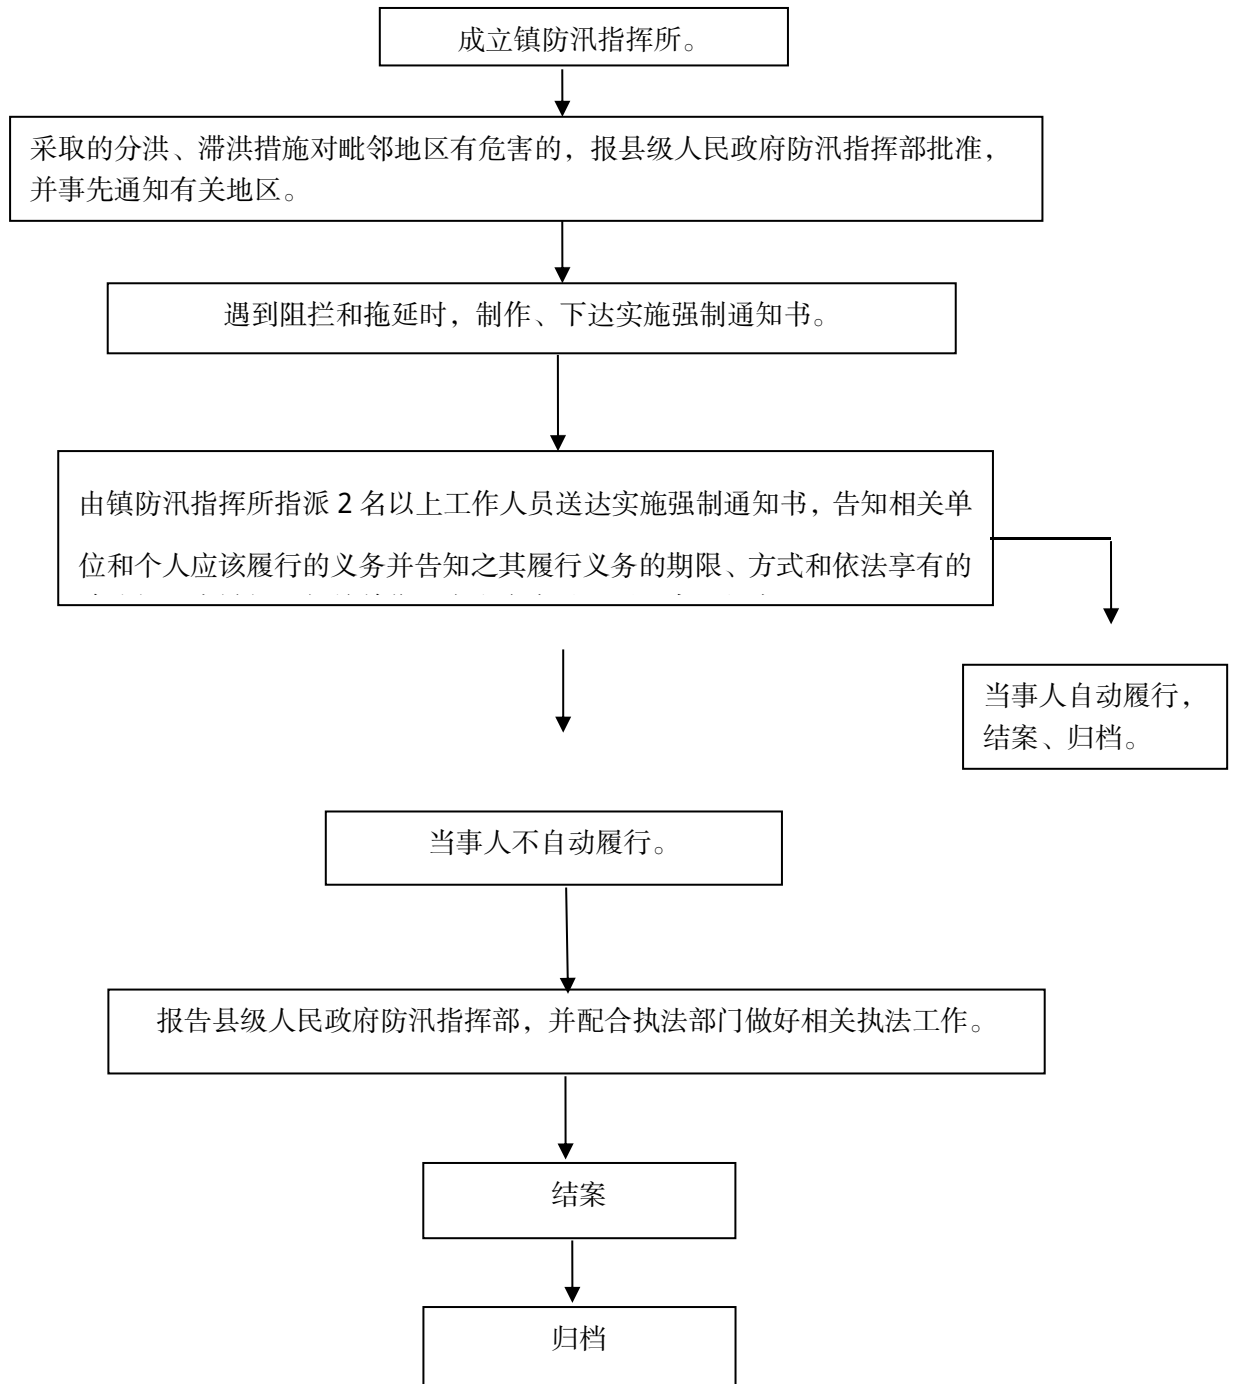 成立镇防汛指挥所。
采取的分洪、滞洪措施对毗邻地区有危害的，报县级人民政府防汛指挥部批准，
并事先通知有关地区。
遇到阻拦和拖延时，制作、下达实施强制通知书。
由镇防汛指挥所指派 2 名以上工作人员送达实施强制通知书，告知相关单
位和个人应该履行的义务并告知之其履行义务的期限、方式和依法享有的
当事人自动履行，
结案、归档。
当事人不自动履行。
报告县级人民政府防汛指挥部，并配合执法部门做好相关执法工作。
结案
归档